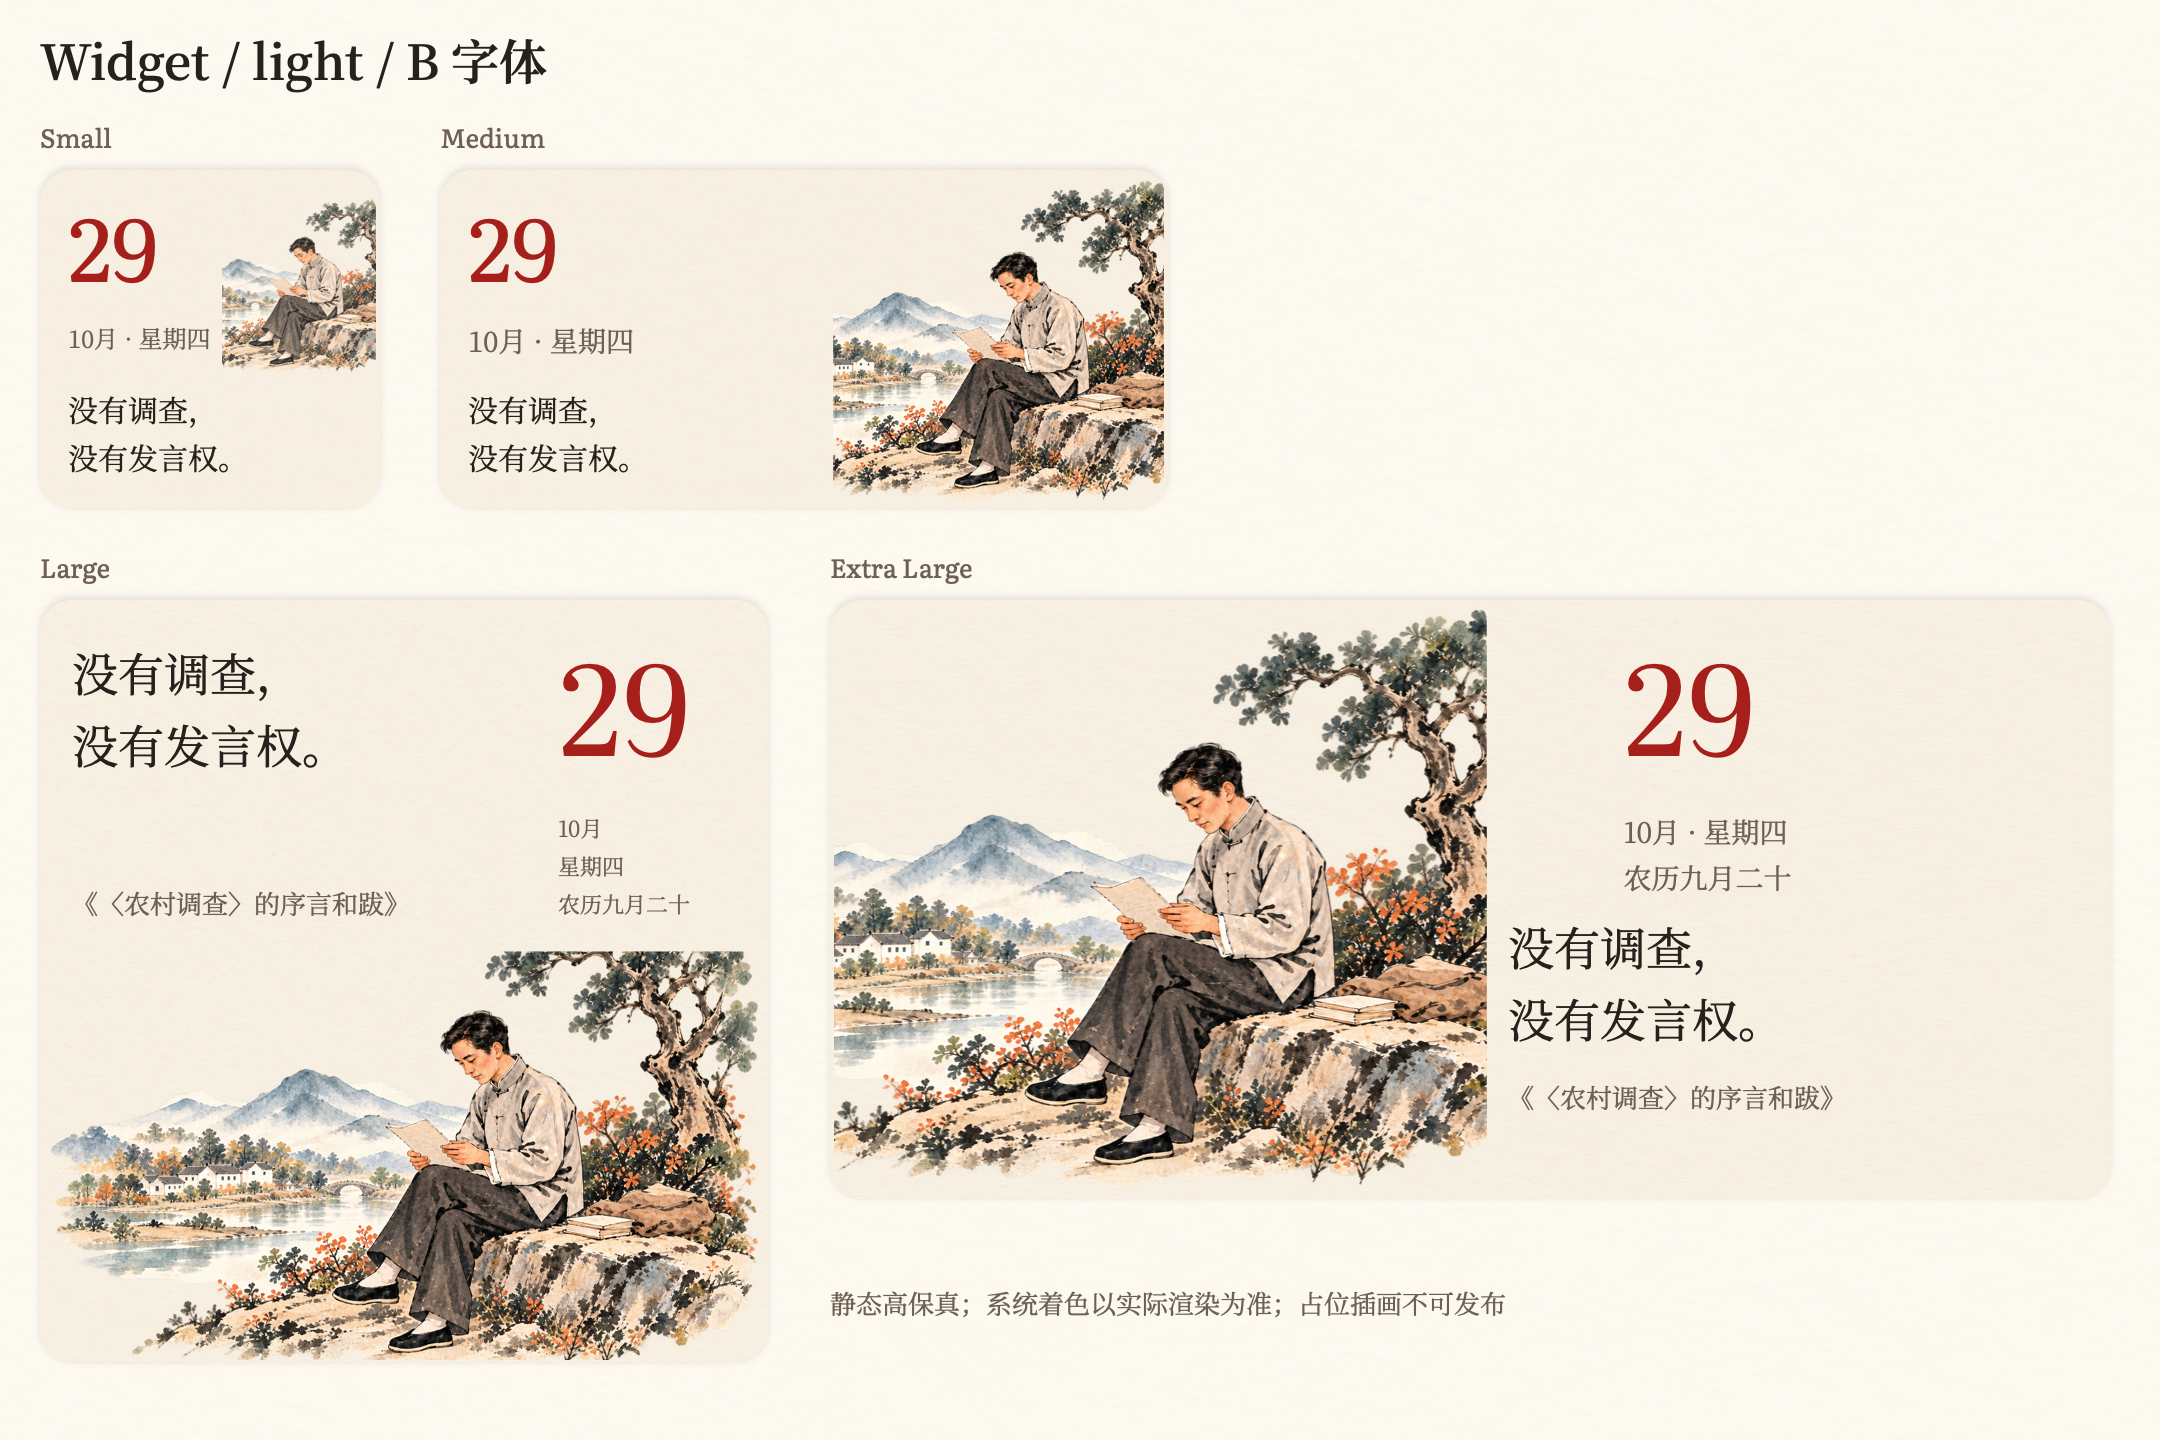 Widget / light / B 字体
Small
29
10月 · 星期四
没有调查，
没有发言权。
Medium
29
10月 · 星期四
没有调查，
没有发言权。
Large
没有调查，
没有发言权。
《〈农村调查〉的序言和跋》
29
10月
星期四
农历九月二十
Extra Large
29
10月 · 星期四
农历九月二十
没有调查，
没有发言权。
《〈农村调查〉的序言和跋》
静态高保真；系统着色以实际渲染为准；占位插画不可发布